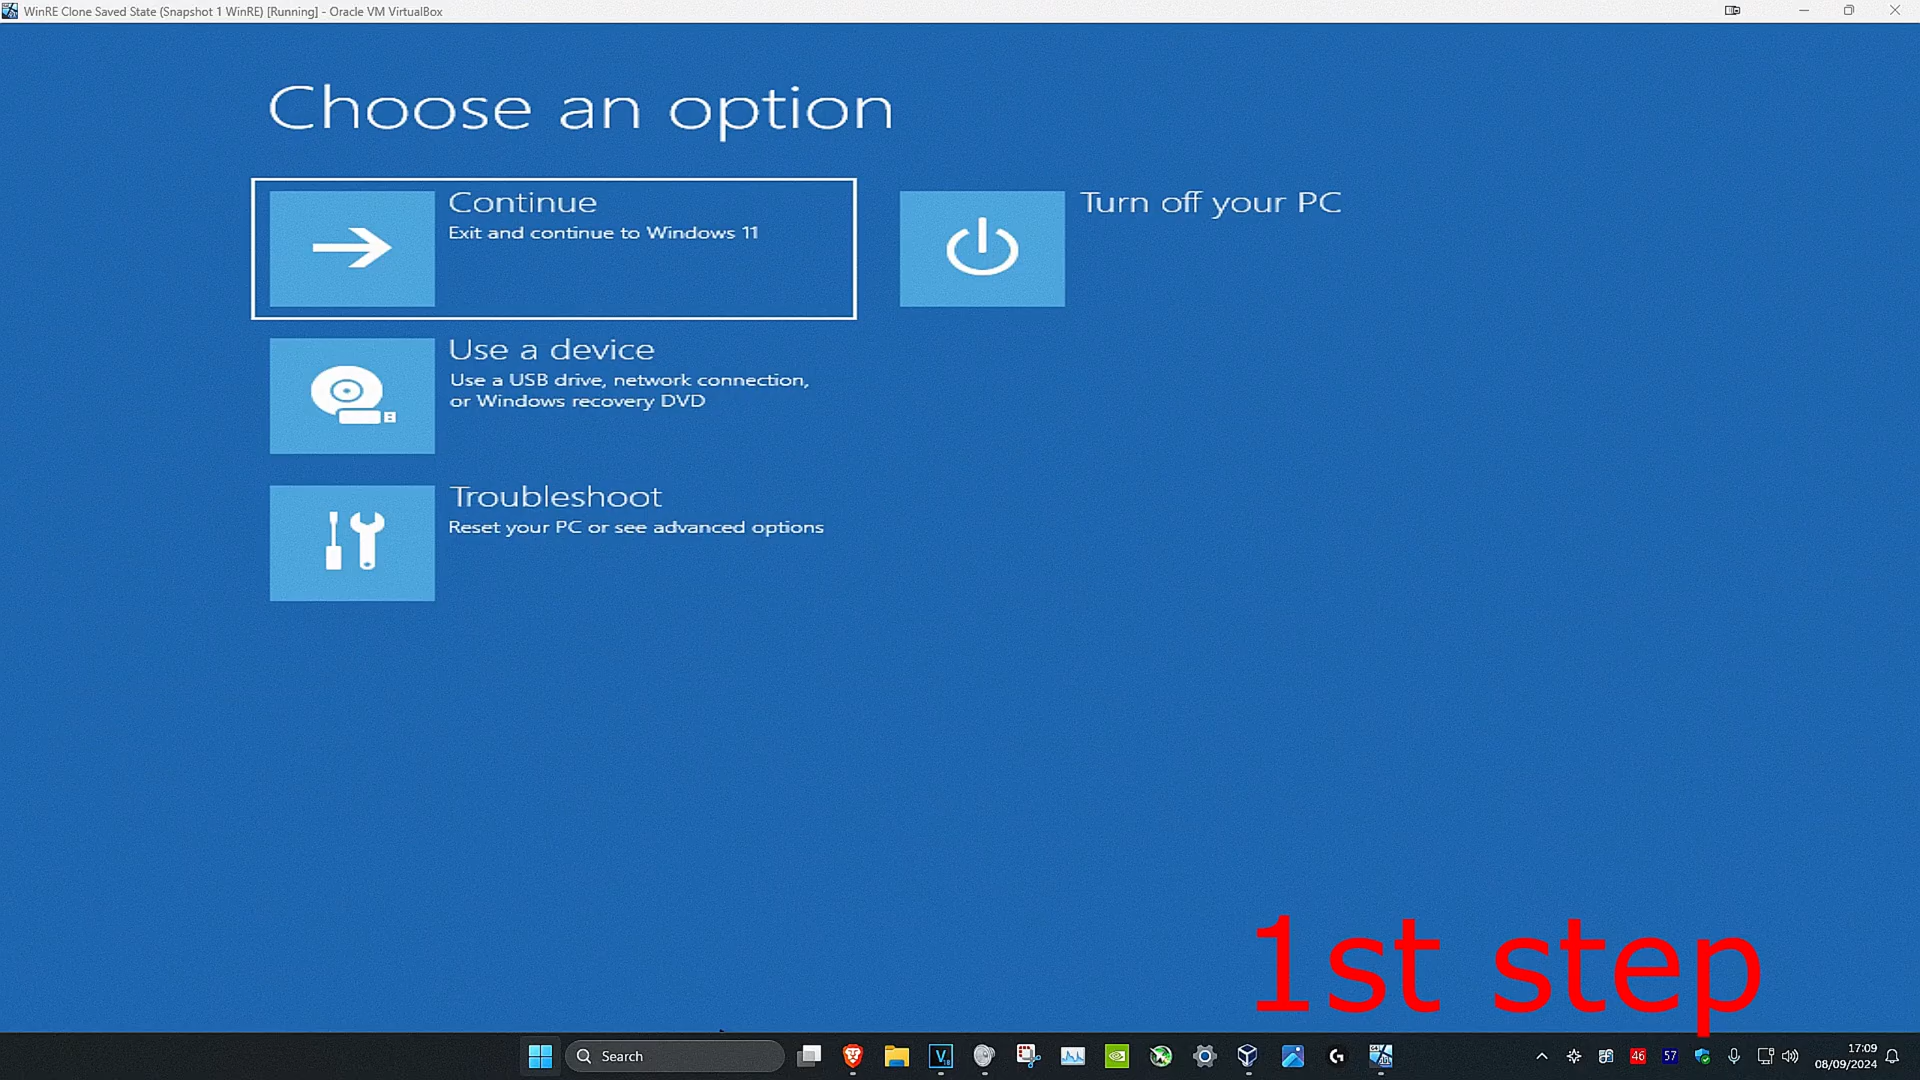 WinRE Clone Saved State (Snapshot 1 WinRE) [Running] - Oracle VM VirtualBox
Choose an option
Continue
Exit and continue to Windows 11
Turn off your PC
Use a device
Use a USB drive, network connection,
or Windows recovery DVD
Troubleshoot
Reset your PC or see advanced options
1st step
Search
46
57
17:09
08/09/2024